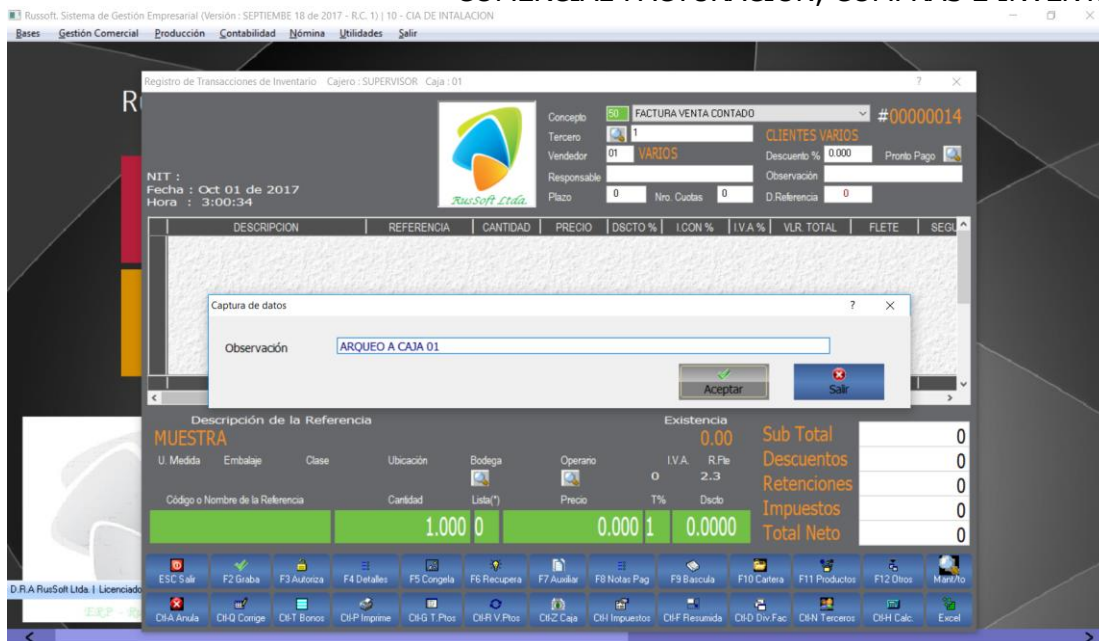 Russoft. Sistema de Gestión Empresarial (Versión : SEPTIEMBRE 18 de 2017 - R.C. 1) | 10 - CIA DE INTALACION
Bases Gestión Comercial Producción Contabilidad Nómina Utilidades Salir
Registro de Transacciones de Inventario Cajero : SUPERVISOR Caja : 01 ? ×
Concepto 50 FACTURA VENTA CONTADO #00000014
Tercero 1 CLIENTES VARIOS
Vendedor 01 VARIOS Descuento % 0.000 Pronto Pago
NIT : Responsable Observación
Fecha : Oct 01 de 2017
Hora : 3:00:34 RusSoft Ltda. Plazo 0 Nro. Cuotas 0 D.Referencia 0
DESCRIPCION REFERENCIA CANTIDAD PRECIO DSCTO % I.CON % I.V.A % VLR. TOTAL FLETE
Captura de datos ? ×
Observación ARQUEO A CAJA 01
Aceptar Salir
Descripción de la Referencia Existencia
MUESTRA 0.00 Sub Total 0
U. Medida Embalaje Clase Ubicación Bodega Operario I.V.A. R.Fte Descuentos 0
0 2.3 Retenciones 0
Código o Nombre de la Referencia Cantidad Lista(*) Precio T% Dscto Impuestos 0
1.000 0 0.000 1 0.0000 Total Neto 0
ESC Salir F2 Graba F3 Autoriza F4 Detalles F5 Congela F6 Recupera F7 Auxiliar F8 Notas Pag F9 Bascula F10 Cartera F11 Productos F12 Otros Mant/to
D.R.A RusSoft Ltda. | Licenciado
Ctl-A Anula Ctl-Q Corrige Ctl-T Bonos Ctl-P Imprime Ctl-G T.Ptos Ctl-R V.Ptos Ctl-Z Caja Ctl-I Impuestos Ctl-F Resumida Ctl-D Div.Fac Ctl-N Terceros Ctl-H Calc. Excel